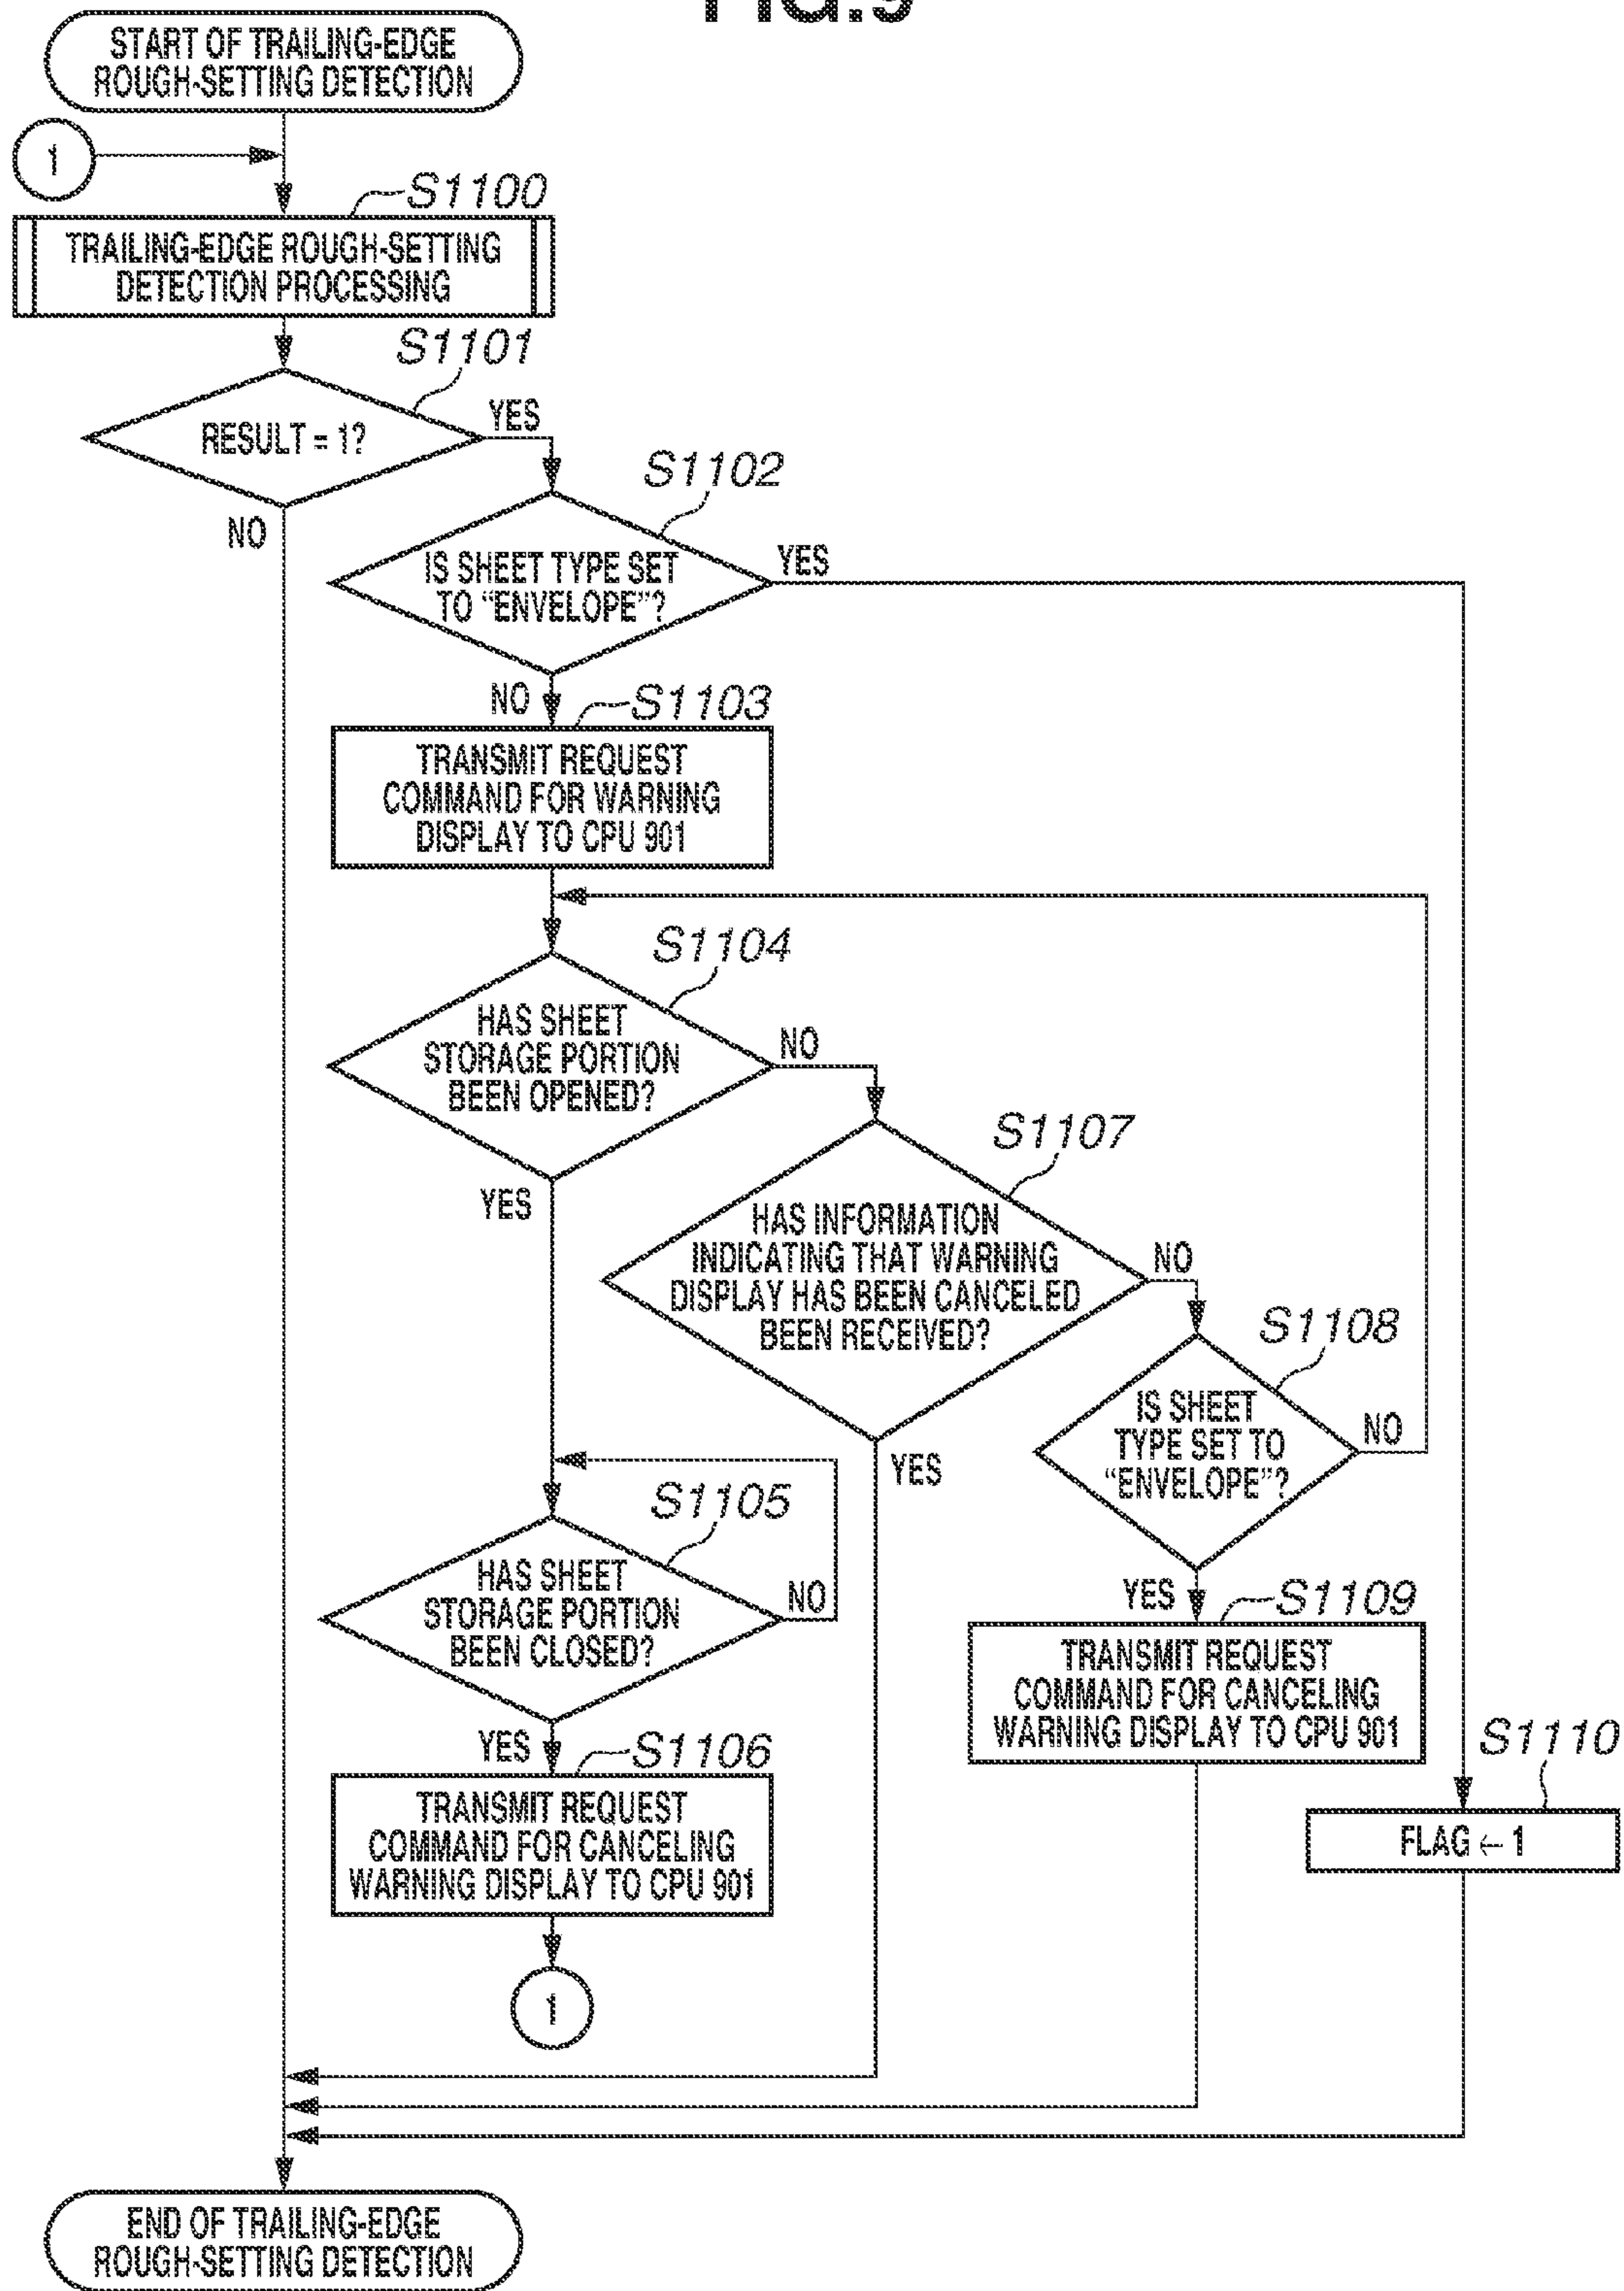 FIG.9
START OF TRAILING-EDGE
ROUGH-SETTING DETECTION
1
S1100
TRAILING-EDGE ROUGH-SETTING
DETECTION PROCESSING
S1101
RESULT = 1?
YES
NO
S1102
IS SHEET TYPE SET
TO “ENVELOPE”?
YES
NO
S1103
TRANSMIT REQUEST
COMMAND FOR WARNING
DISPLAY TO CPU 901
S1104
HAS SHEET
STORAGE PORTION
BEEN OPENED?
NO
YES
S1107
HAS INFORMATION
INDICATING THAT WARNING
DISPLAY HAS BEEN CANCELED
BEEN RECEIVED?
NO
YES
S1108
IS SHEET
TYPE SET TO
“ENVELOPE”?
NO
YES
S1105
HAS SHEET
STORAGE PORTION
BEEN CLOSED?
NO
YES
S1109
TRANSMIT REQUEST
COMMAND FOR CANCELING
WARNING DISPLAY TO CPU 901
S1106
TRANSMIT REQUEST
COMMAND FOR CANCELING
WARNING DISPLAY TO CPU 901
S1110
FLAG ← 1
1
END OF TRAILING-EDGE
ROUGH-SETTING DETECTION